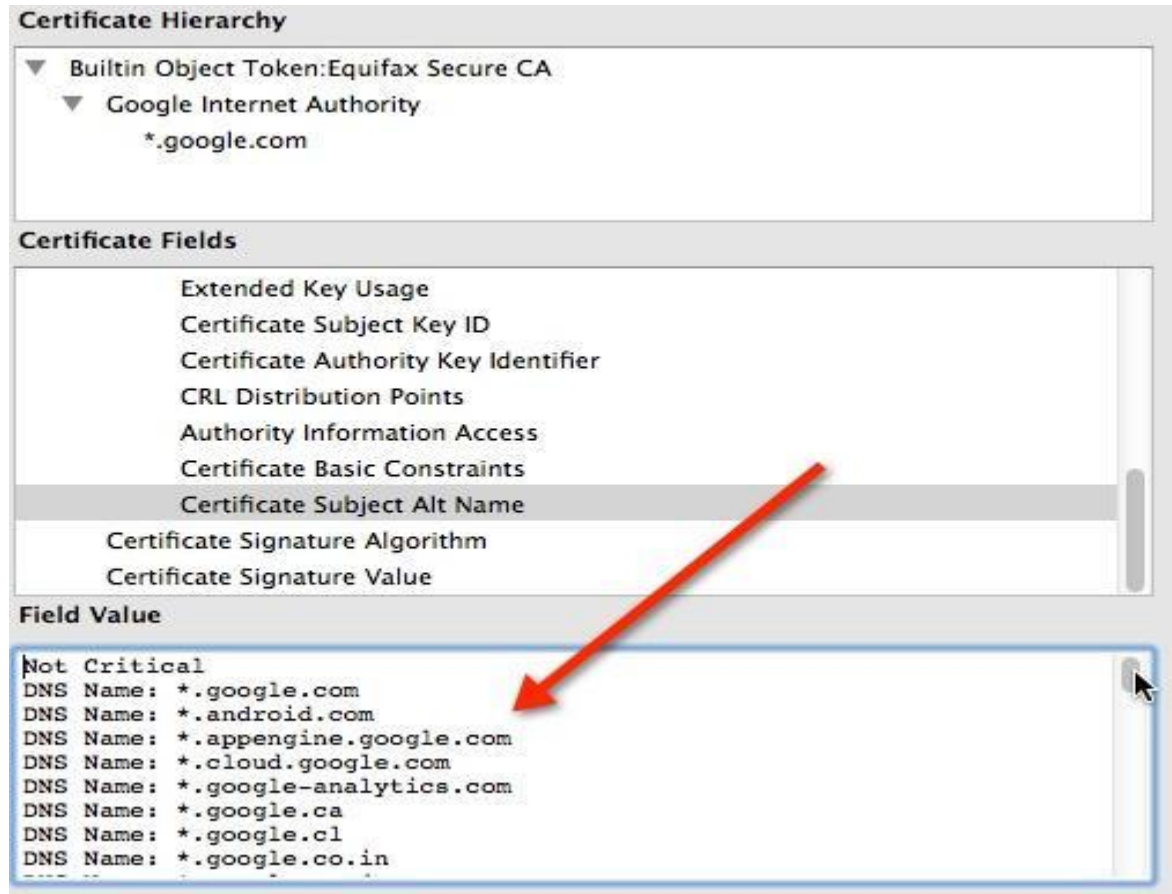 Certificate Hierarchy
Builtin Object Token:Equifax Secure CA
Google Internet Authority
*.google.com
Certificate Fields
Extended Key Usage
Certificate Subject Key ID
Certificate Authority Key Identifier
CRL Distribution Points
Authority Information Access
Certificate Basic Constraints
Certificate Subject Alt Name
Certificate Signature Algorithm
Certificate Signature Value
Field Value
Not Critical
DNS Name: *.google.com
DNS Name: *.android.com
DNS Name: *.appengine.google.com
DNS Name: *.cloud.google.com
DNS Name: *.google-analytics.com
DNS Name: *.google.ca
DNS Name: *.google.cl
DNS Name: *.google.co.in